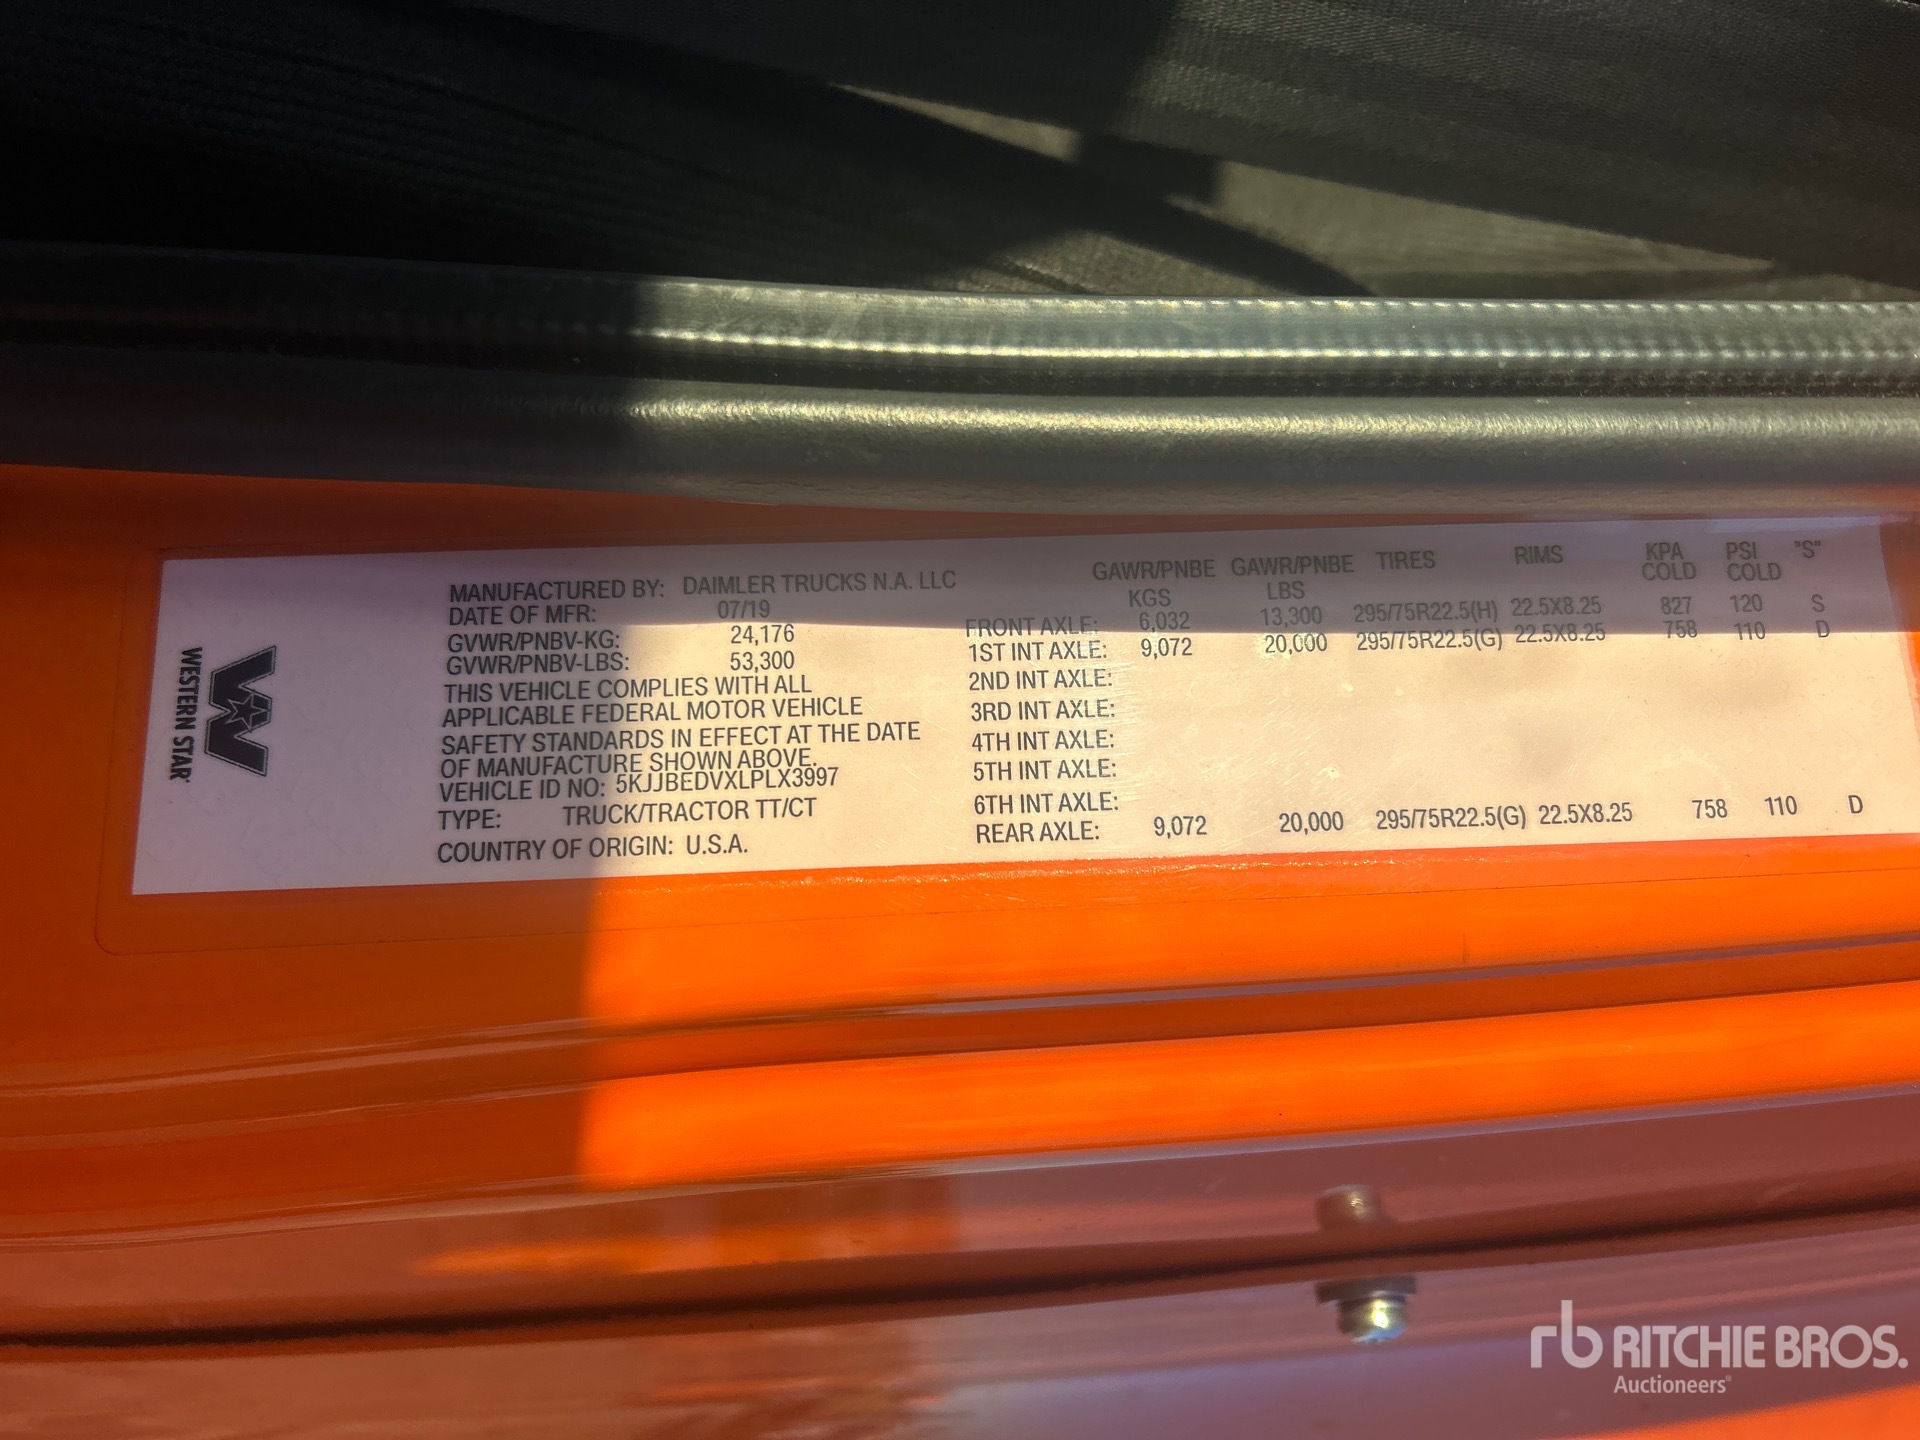 WESTERN STAR
MANUFACTURED BY: DAIMLER TRUCKS N.A. LLC
DATE OF MFR: 07/19
GVWR/PNBV-KG: 24,176
GVWR/PNBV-LBS: 53,300
THIS VEHICLE COMPLIES WITH ALL
APPLICABLE FEDERAL MOTOR VEHICLE
SAFETY STANDARDS IN EFFECT AT THE DATE
OF MANUFACTURE SHOWN ABOVE.
VEHICLE ID NO: 5KJJBEDVXLPLX3997
TYPE: TRUCK/TRACTOR TT/CT
COUNTRY OF ORIGIN: U.S.A.
GAWR/PNBE GAWR/PNBE TIRES RIMS KPA PSI "S"
KGS LBS COLD COLD
FRONT AXLE: 6,032 13,300 295/75R22.5(H) 22.5X8.25 827 120 S
1ST INT AXLE: 9,072 20,000 295/75R22.5(G) 22.5X8.25 758 110 D
2ND INT AXLE:
3RD INT AXLE:
4TH INT AXLE:
5TH INT AXLE:
6TH INT AXLE:
REAR AXLE: 9,072 20,000 295/75R22.5(G) 22.5X8.25 758 110 D
rb RITCHIE BROS.
Auctioneers